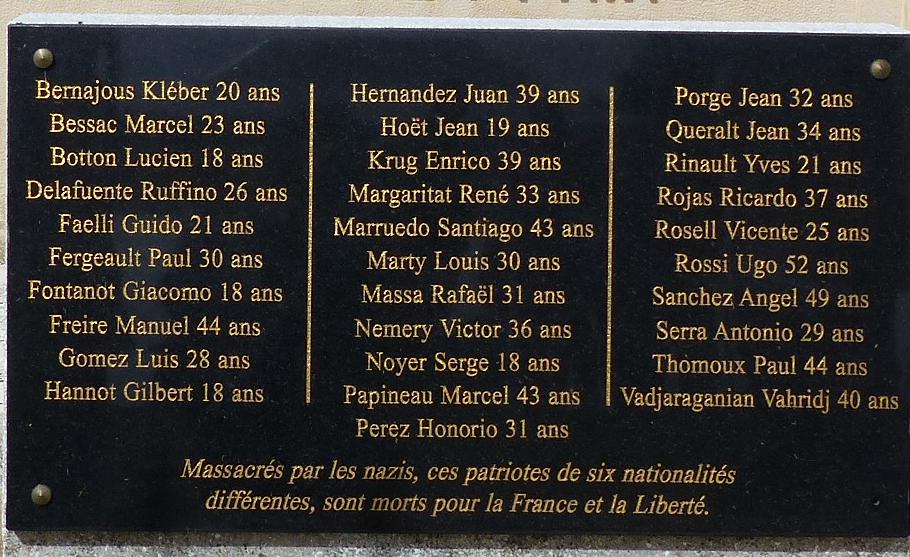 Bernajous Kléber 20 ans
Bessac Marcel 23 ans
Botton Lucien 18 ans
Delafuente Ruffino 26 ans
Faelli Guido 21 ans
Fergeault Paul 30 ans
Fontanot Giacomo 18 ans
Freire Manuel 44 ans
Gomez Luis 28 ans
Hannot Gilbert 18 ans
Hernandez Juan 39 ans
Hoët Jean 19 ans
Krug Enrico 39 ans
Margaritat René 33 ans
Marruedo Santiago 43 ans
Marty Louis 30 ans
Massa Rafaël 31 ans
Nemery Victor 36 ans
Noyer Serge 18 ans
Papineau Marcel 43 ans
Perez Honorio 31 ans
Porge Jean 32 ans
Queralt Jean 34 ans
Rinault Yves 21 ans
Rojas Ricardo 37 ans
Rosell Vicente 25 ans
Rossi Ugo 52 ans
Sanchez Angel 49 ans
Serra Antonio 29 ans
Thomoux Paul 44 ans
Vadjaraganian Vahridj 40 ans
Massacrés par les nazis, ces patriotes de six nationalités
différentes, sont morts pour la France et la Liberté.